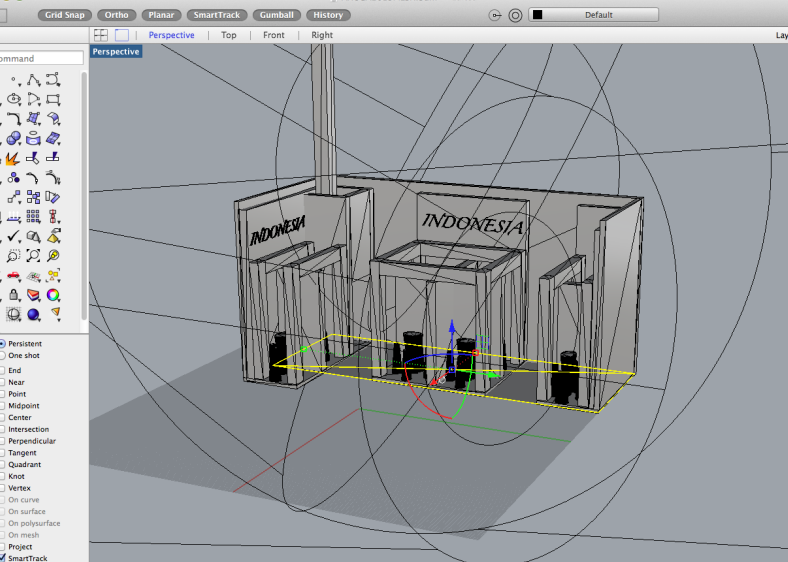 Grid Snap Ortho Planar SmartTrack Gumball History Default
Perspective Top Front Right Lay
Perspective
ommand
INDONESIA
INDONESIA
Persistent
One shot
End
Near
Point
Midpoint
Center
Intersection
Perpendicular
Tangent
Quadrant
Knot
Vertex
On curve
On surface
On polysurface
On mesh
Project
SmartTrack